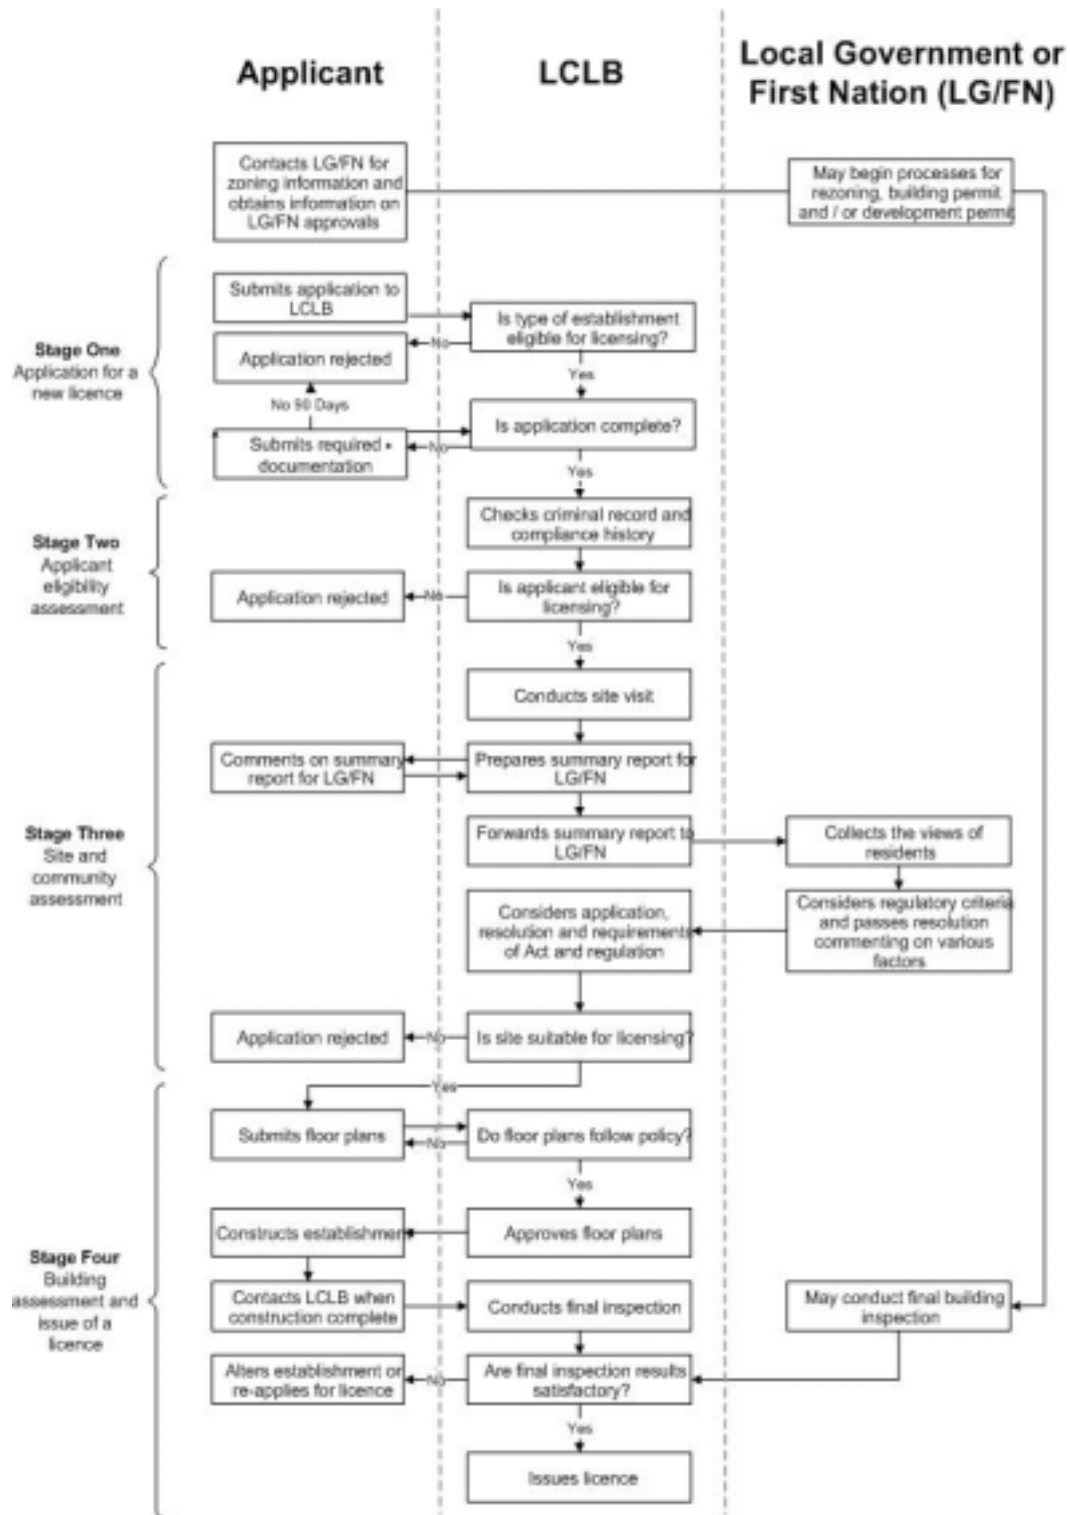 Applicant
LCLB
Local Government or
First Nation (LG/FN)
Contacts LG/FN for
zoning information and
obtains information on
LG/FN approvals
May begin processes for
rezoning, building permit
and / or development permit
Stage One
Application for a
new licence
Submits application to
LCLB
Is type of establishment
eligible for licensing?
No
Application rejected
Yes
No 90 Days
Is application complete?
Submits required
documentation
No
Yes
Stage Two
Applicant
eligibility
assessment
Checks criminal record and
compliance history
Is applicant eligible for
licensing?
No
Application rejected
Yes
Stage Three
Site and
community
assessment
Conducts site visit
Comments on summary
report for LG/FN
Prepares summary report for
LG/FN
Forwards summary report to
LG/FN
Collects the views of
residents
Considers regulatory criteria
and passes resolution
commenting on various
factors
Considers application,
resolution and requirements
of Act and regulation
Is site suitable for licensing?
No
Application rejected
Yes
Stage Four
Building
assessment and
issue of a
licence
Submits floor plans
Do floor plans follow policy?
No
Yes
Approves floor plans
Constructs establishment
Contacts LCLB when
construction complete
Conducts final inspection
May conduct final building
inspection
Are final inspection results
satisfactory?
No
Alters establishment or
re-applies for licence
Yes
Issues licence